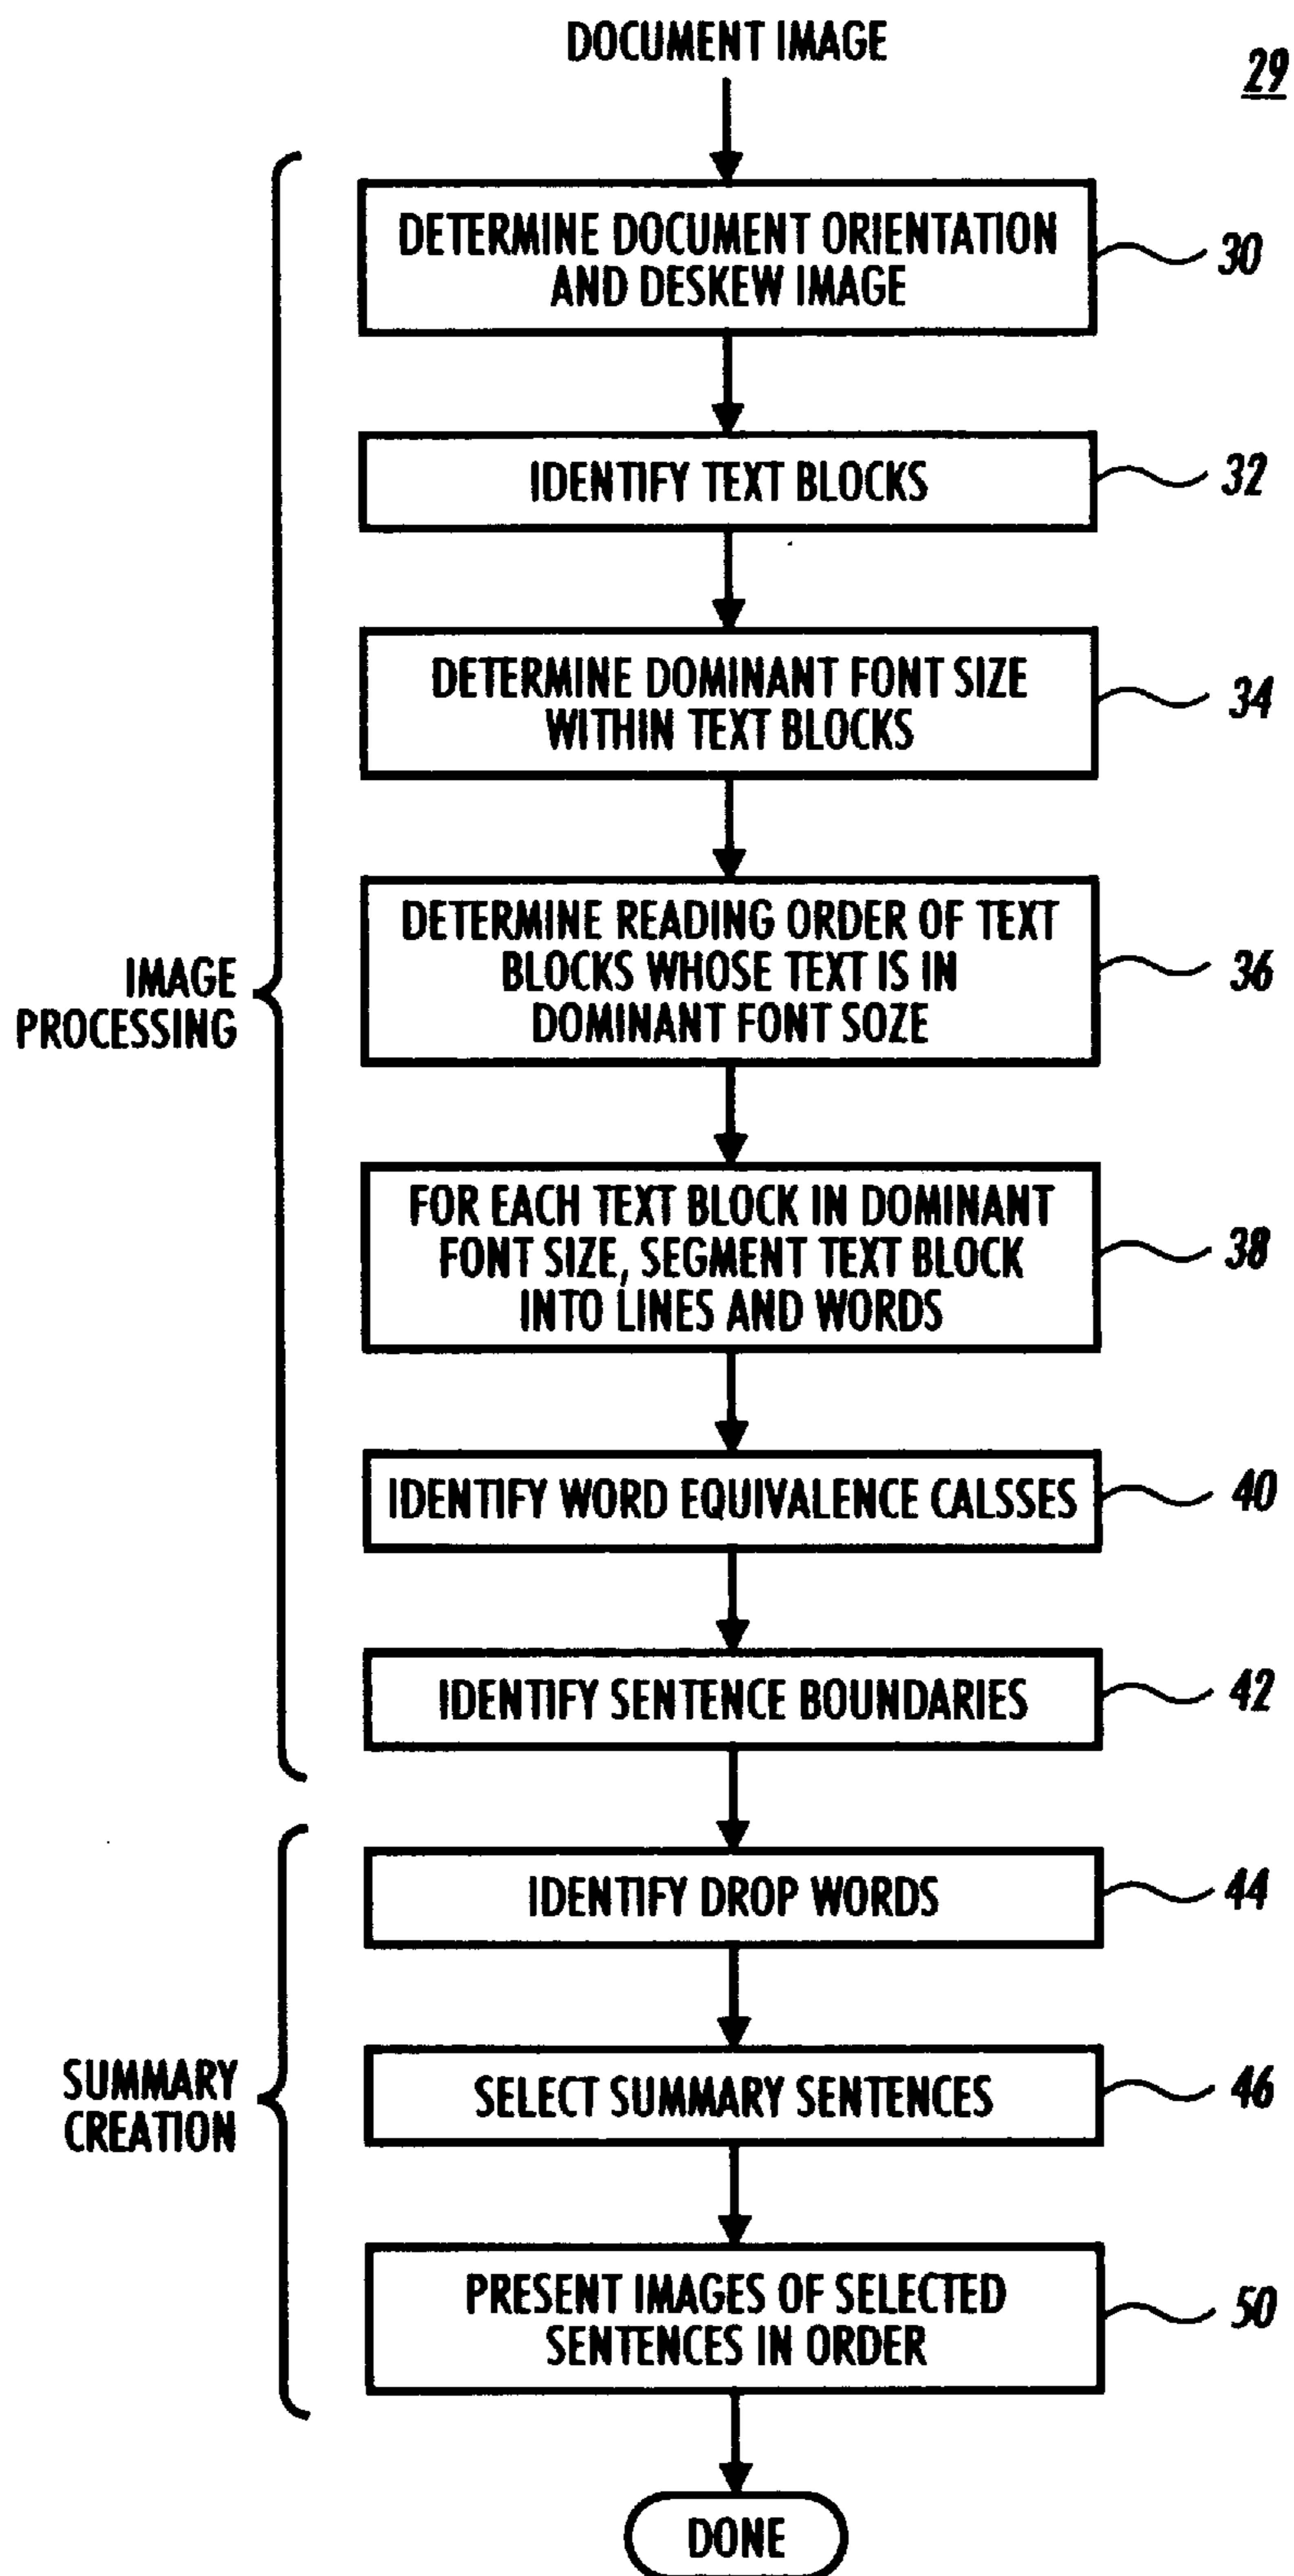 DOCUMENT IMAGE
29
DETERMINE DOCUMENT ORIENTATION
AND DESKEW IMAGE
30
IDENTIFY TEXT BLOCKS
32
DETERMINE DOMINANT FONT SIZE
WITHIN TEXT BLOCKS
34
DETERMINE READING ORDER OF TEXT
BLOCKS WHOSE TEXT IS IN
DOMINANT FONT SOZE
36
IMAGE
PROCESSING
FOR EACH TEXT BLOCK IN DOMINANT
FONT SIZE, SEGMENT TEXT BLOCK
INTO LINES AND WORDS
38
IDENTIFY WORD EQUIVALENCE CALSSES
40
IDENTIFY SENTENCE BOUNDARIES
42
IDENTIFY DROP WORDS
44
SUMMARY
CREATION
SELECT SUMMARY SENTENCES
46
PRESENT IMAGES OF SELECTED
SENTENCES IN ORDER
50
DONE